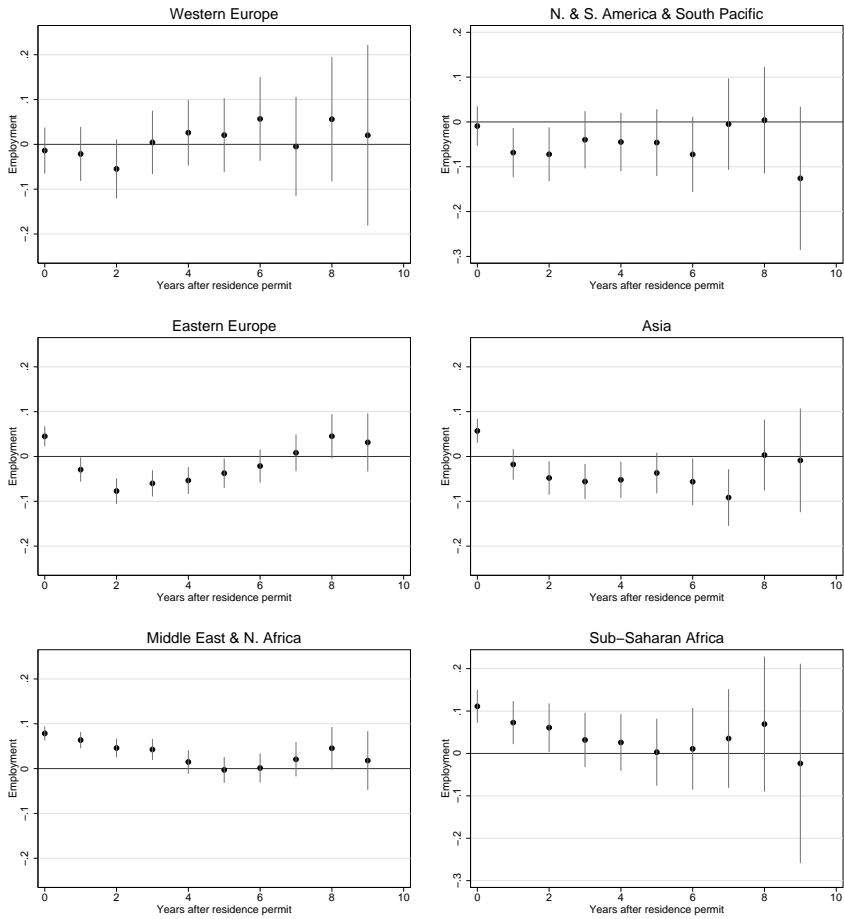 Western Europe
.2
.1
0
−.1
−.2
Employment
0 2 4 6 8 10
Years after residence permit
N. & S. America & South Pacific
.2
.1
0
−.1
−.2
−.3
Employment
0 2 4 6 8 10
Years after residence permit
Eastern Europe
.2
.1
0
−.1
−.2
Employment
0 2 4 6 8 10
Years after residence permit
Asia
.2
.1
0
−.1
−.2
Employment
0 2 4 6 8 10
Years after residence permit
Middle East & N. Africa
.2
.1
0
−.1
−.2
Employment
0 2 4 6 8 10
Years after residence permit
Sub−Saharan Africa
.2
.1
0
−.1
−.2
−.3
Employment
0 2 4 6 8 10
Years after residence permit